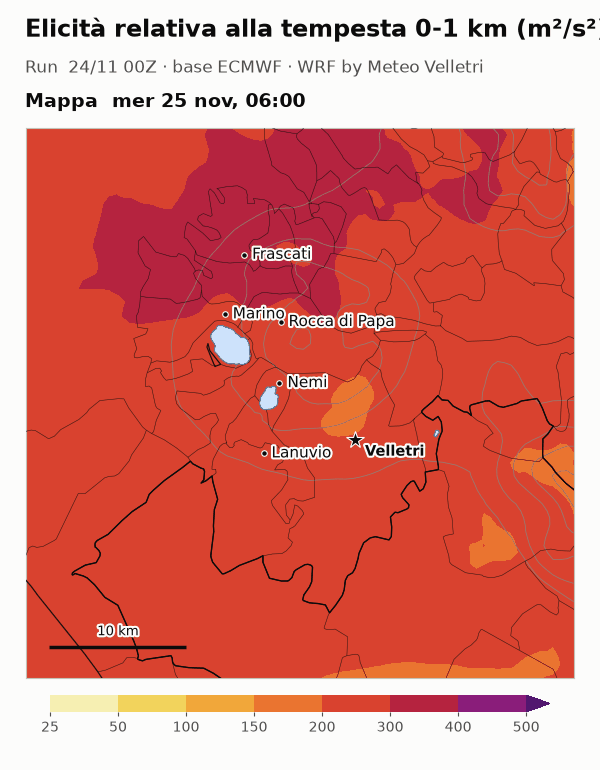 Elicità relativa alla tempesta 0-1 km (m²/s²)
Run  24/11 00Z · base ECMWF · WRF by Meteo Velletri
Mappa  mer 25 nov, 06:00
Frascati
Marino
Rocca di Papa
Nemi
Velletri
Lanuvio
10 km
25 50 100 150 200 300 400 500